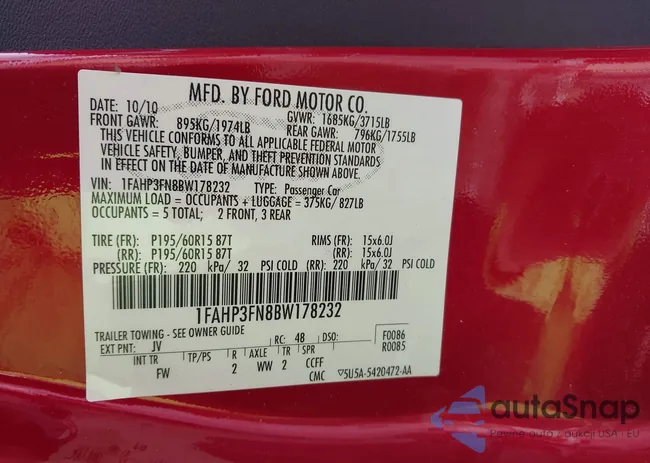 MFD. BY FORD MOTOR CO.
DATE: 10/10 GVWR: 1685KG/3715LB
FRONT GAWR: 895KG/1974LB REAR GAWR: 796KG/1755LB
THIS VEHICLE CONFORMS TO ALL APPLICABLE FEDERAL MOTOR
VEHICLE SAFETY, BUMPER, AND THEFT PREVENTION STANDARDS
IN EFFECT ON THE DATE OF MANUFACTURE SHOWN ABOVE.
VIN: 1FAHP3FN8BW178232 TYPE: Passenger Car
MAXIMUM LOAD = OCCUPANTS + LUGGAGE = 375KG/ 827LB
OCCUPANTS = 5 TOTAL; 2 FRONT, 3 REAR
TIRE (FR): P195/60R15 87T RIMS (FR): 15x6.0J
(RR): P195/60R15 87T (RR): 15x6.0J
PRESSURE (FR): 220 kPa/ 32 PSI COLD (RR): 220 kPa/ 32 PSI COLD
1FAHP3FN8BW178232
TRAILER TOWING - SEE OWNER GUIDE
EXT PNT: JV RC: 48 DSO: F0086
R0085
INT TR TP/PS R AXLE TR SPR
FW 2 WW 2 CCFF
CMC ▽5U5A-5420472-AA
autoSnap
Pewne auto z aukcji USA i EU